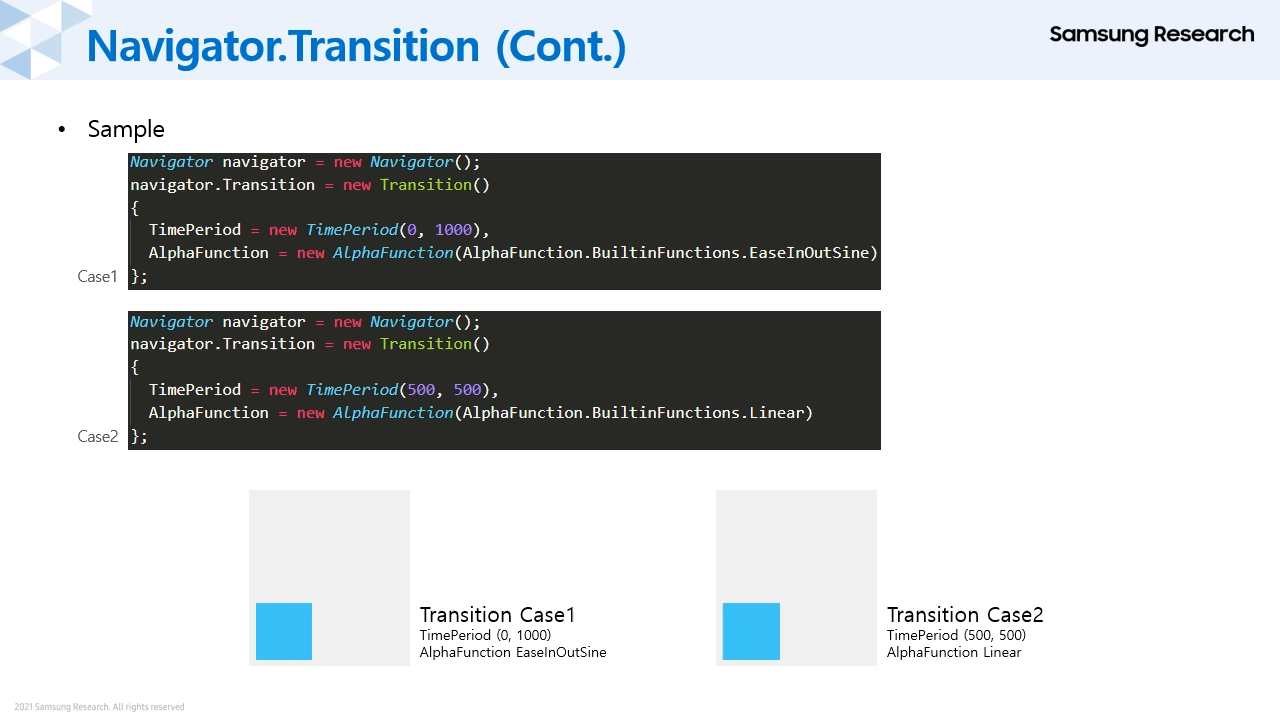 Navigator.Transition (Cont.)
Samsung Research
• Sample
Navigator navigator = new Navigator();
navigator.Transition = new Transition()
{
TimePeriod = new TimePeriod(0, 1000),
AlphaFunction = new AlphaFunction(AlphaFunction.BuiltinFunctions.EaseInOutSine)
Case1 };
Navigator navigator = new Navigator();
navigator.Transition = new Transition()
{
TimePeriod = new TimePeriod(500, 500),
AlphaFunction = new AlphaFunction(AlphaFunction.BuiltinFunctions.Linear)
Case2 };
Transition Case1
TimePeriod (0, 1000)
AlphaFunction EaseInOutSine
Transition Case2
TimePeriod (500, 500)
AlphaFunction Linear
2021 Samsung Research. All rights reserved